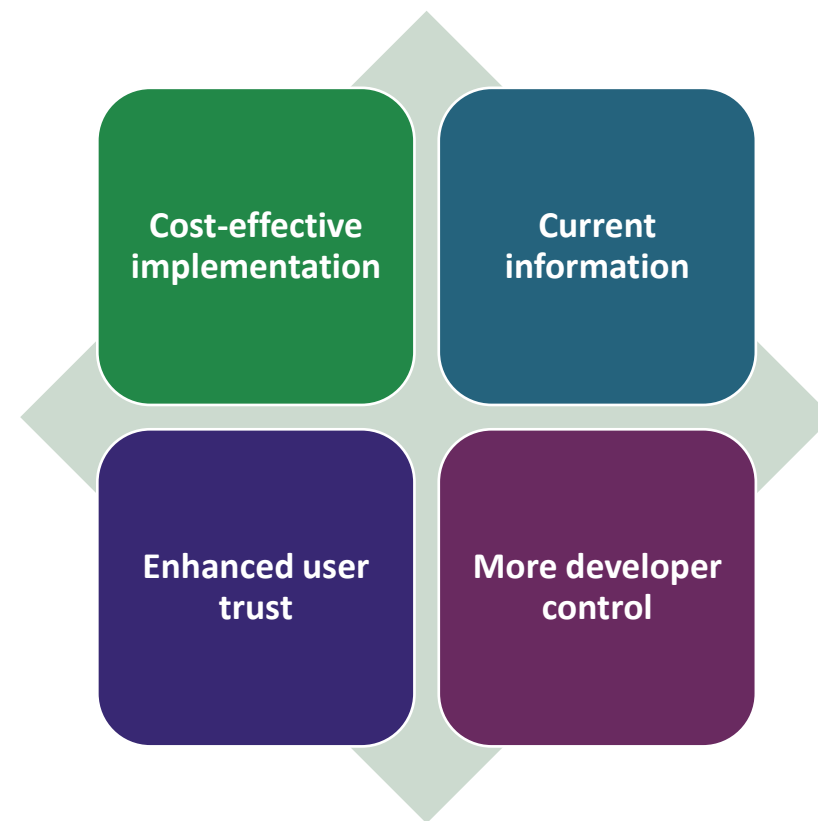 Cost-effective
implementation
Current
information
Enhanced user
trust
More developer
control